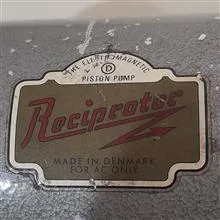 THE ELECTROMAGNETIC
D
PISTON PUMP
Reciprotor
MADE IN DENMARK
FOR AC ONLY